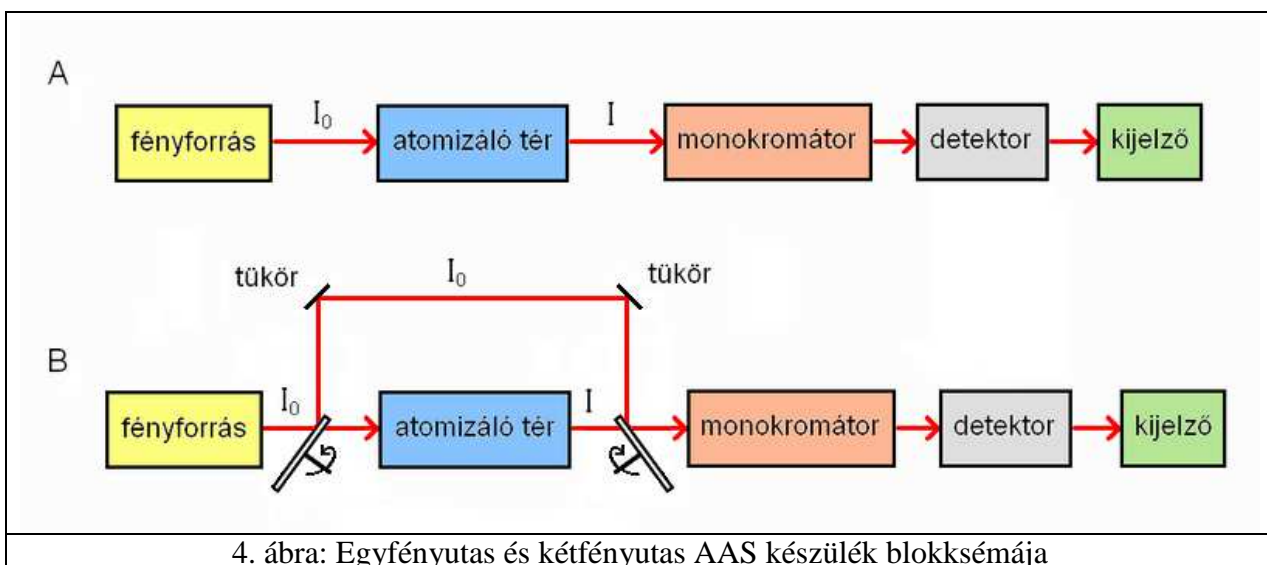 A
I₀
I
fényforrás
atomizáló tér
monokromátor
detektor
kijelző
tükör
I₀
tükör
B
I₀
I
fényforrás
atomizáló tér
monokromátor
detektor
kijelző
4. ábra: Egyfényutas és kétfényutas AAS készülék blokksémája